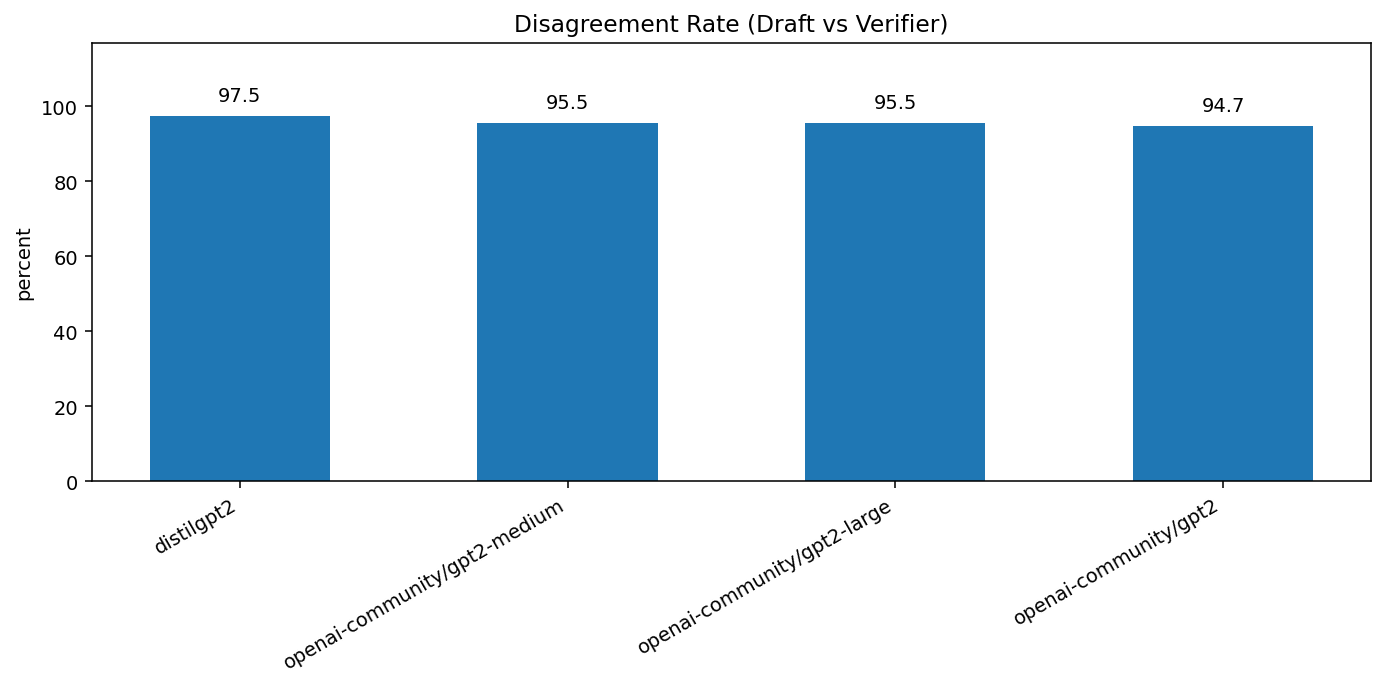 Disagreement Rate (Draft vs Verifier)
percent
100
80
60
40
20
0
97.5
95.5
95.5
94.7
distilgpt2
openai-community/gpt2-medium
openai-community/gpt2-large
openai-community/gpt2